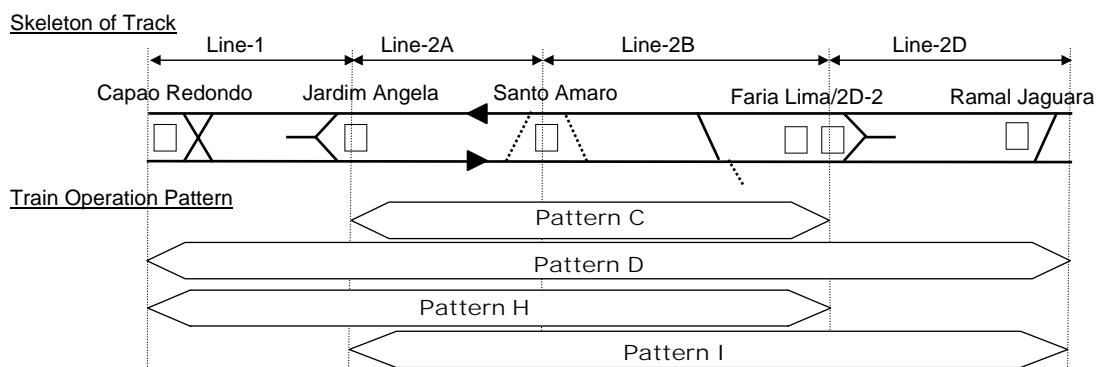 Skeleton of Track
Line-1 Line-2A Line-2B Line-2D
Capao Redondo Jardim Angela Santo Amaro Faria Lima/2D-2 Ramal Jaguara
Train Operation Pattern
Pattern C
Pattern D
Pattern H
Pattern I